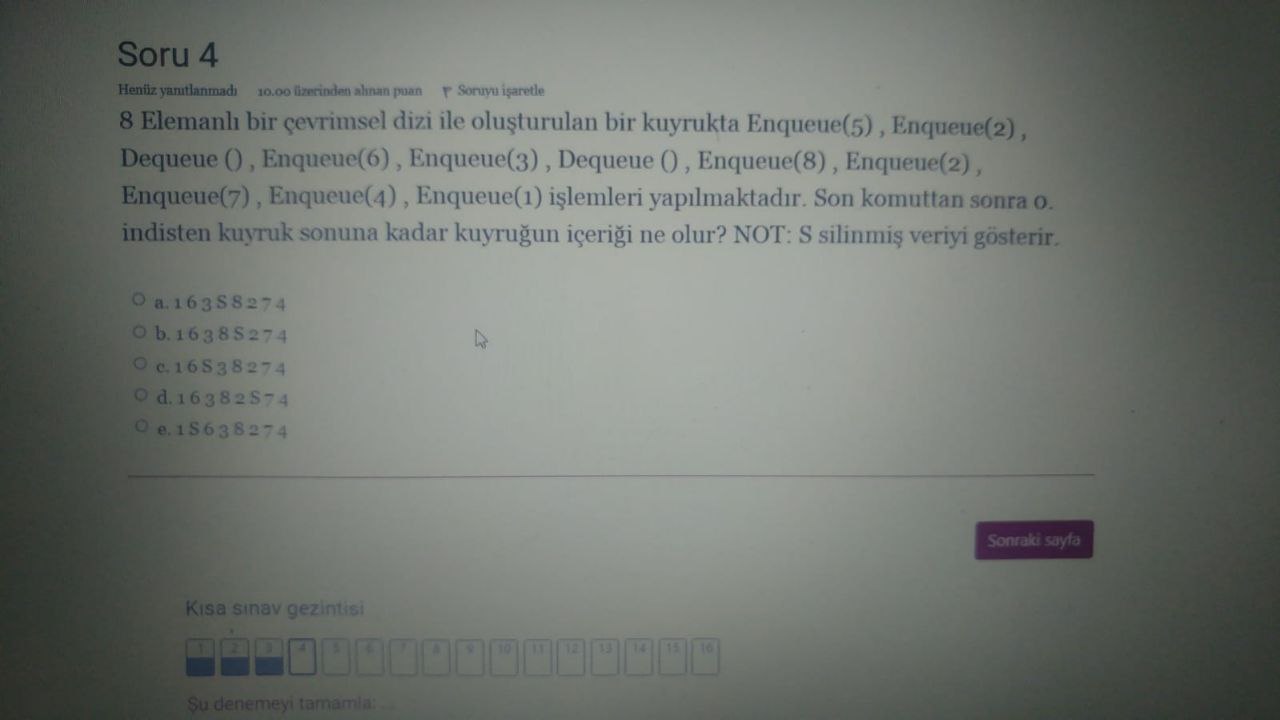 Soru 4
Henüz yanıtlanmadı 10.00 üzerinden alınan puan Soruyu işaretle
8 Elemanlı bir çevrimsel dizi ile oluşturulan bir kuyrukta Enqueue(5) , Enqueue(2) ,
Dequeue () , Enqueue(6) , Enqueue(3) , Dequeue () , Enqueue(8) , Enqueue(2) ,
Enqueue(7) , Enqueue(4) , Enqueue(1) işlemleri yapılmaktadır. Son komuttan sonra 0.
indisten kuyruk sonuna kadar kuyruğun içeriği ne olur? NOT: S silinmiş veriyi gösterir.
a. 1 6 3 S 8 2 7 4
b. 1 6 3 8 S 2 7 4
c. 1 6 S 3 8 2 7 4
d. 1 6 3 8 2 S 7 4
e. 1 S 6 3 8 2 7 4
Sonraki sayfa
Kısa sınav gezintisi
1 2 3 4 5 6 7 8 9 10 11 12 13 14 15 16
Şu denemeyi tamamla: ...